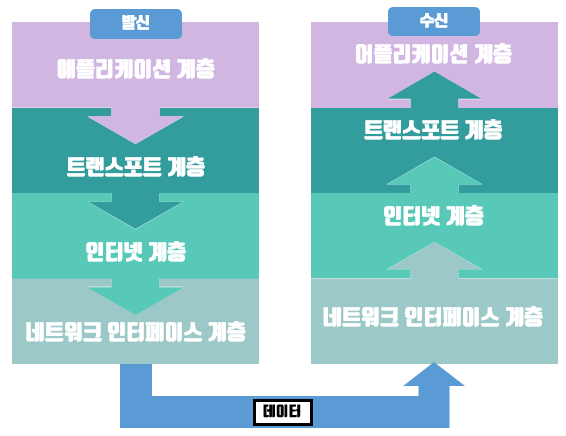 발신
애플리케이션 계층
트랜스포트 계층
인터넷 계층
네트워크 인터페이스 계층
수신
어플리케이션 계층
트랜스포트 계층
인터넷 계층
네트워크 인터페이스 계층
데이터